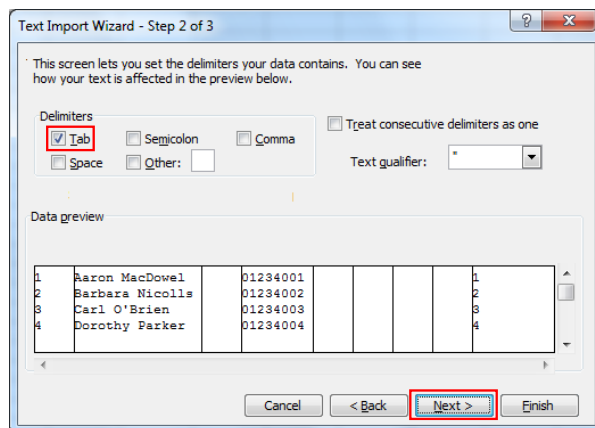 Text Import Wizard - Step 2 of 3
This screen lets you set the delimiters your data contains. You can see
how your text is affected in the preview below.
Delimiters
Tab Semicolon Comma
Space Other:
Treat consecutive delimiters as one
Text qualifier: "
Data preview
1 Aaron MacDowel 01234001 1
2 Barbara Nicolls 01234002 2
3 Carl O'Brien 01234003 3
4 Dorothy Parker 01234004 4
Cancel < Back Next > Finish